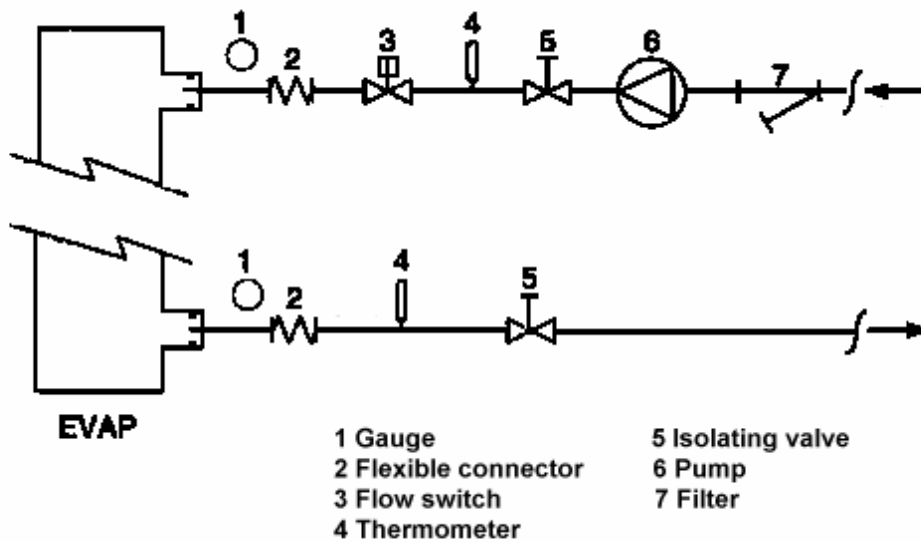 1
2
3
4
5
6
7
1
2
4
5
EVAP
1 Gauge
2 Flexible connector
3 Flow switch
4 Thermometer
5 Isolating valve
6 Pump
7 Filter